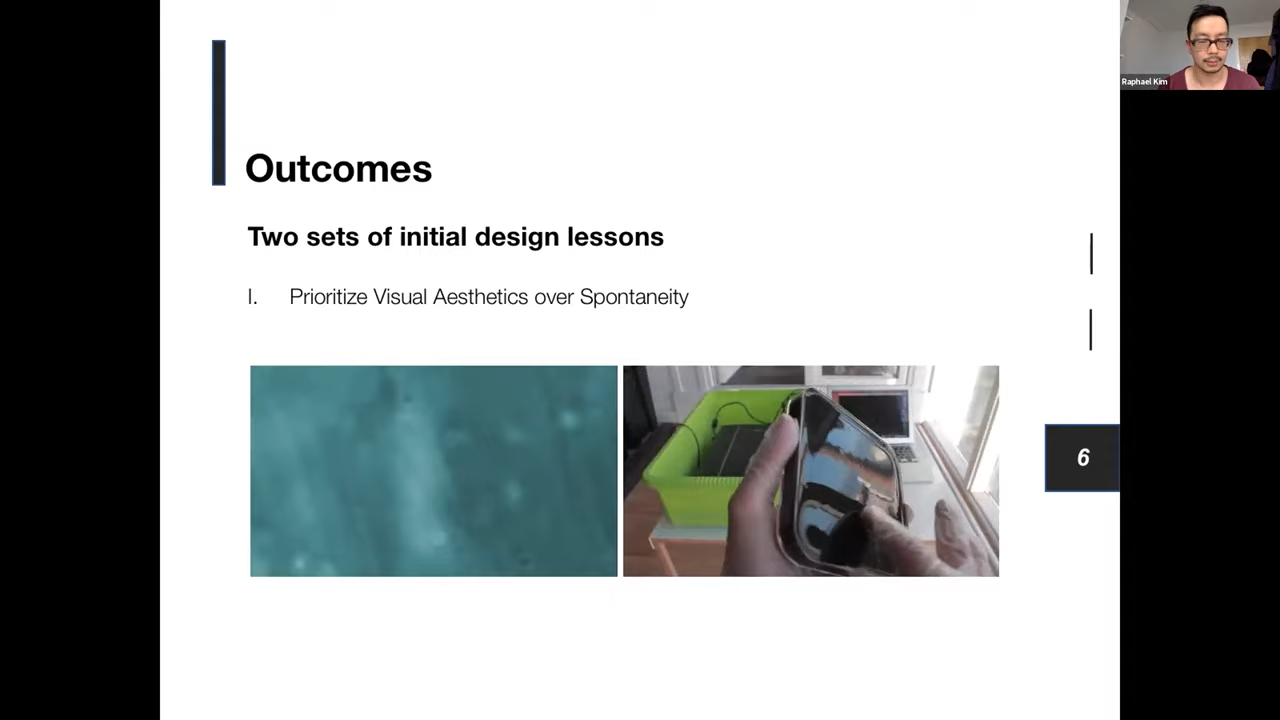 Raphael Kim
Outcomes
Two sets of initial design lessons
I. Prioritize Visual Aesthetics over Spontaneity
6